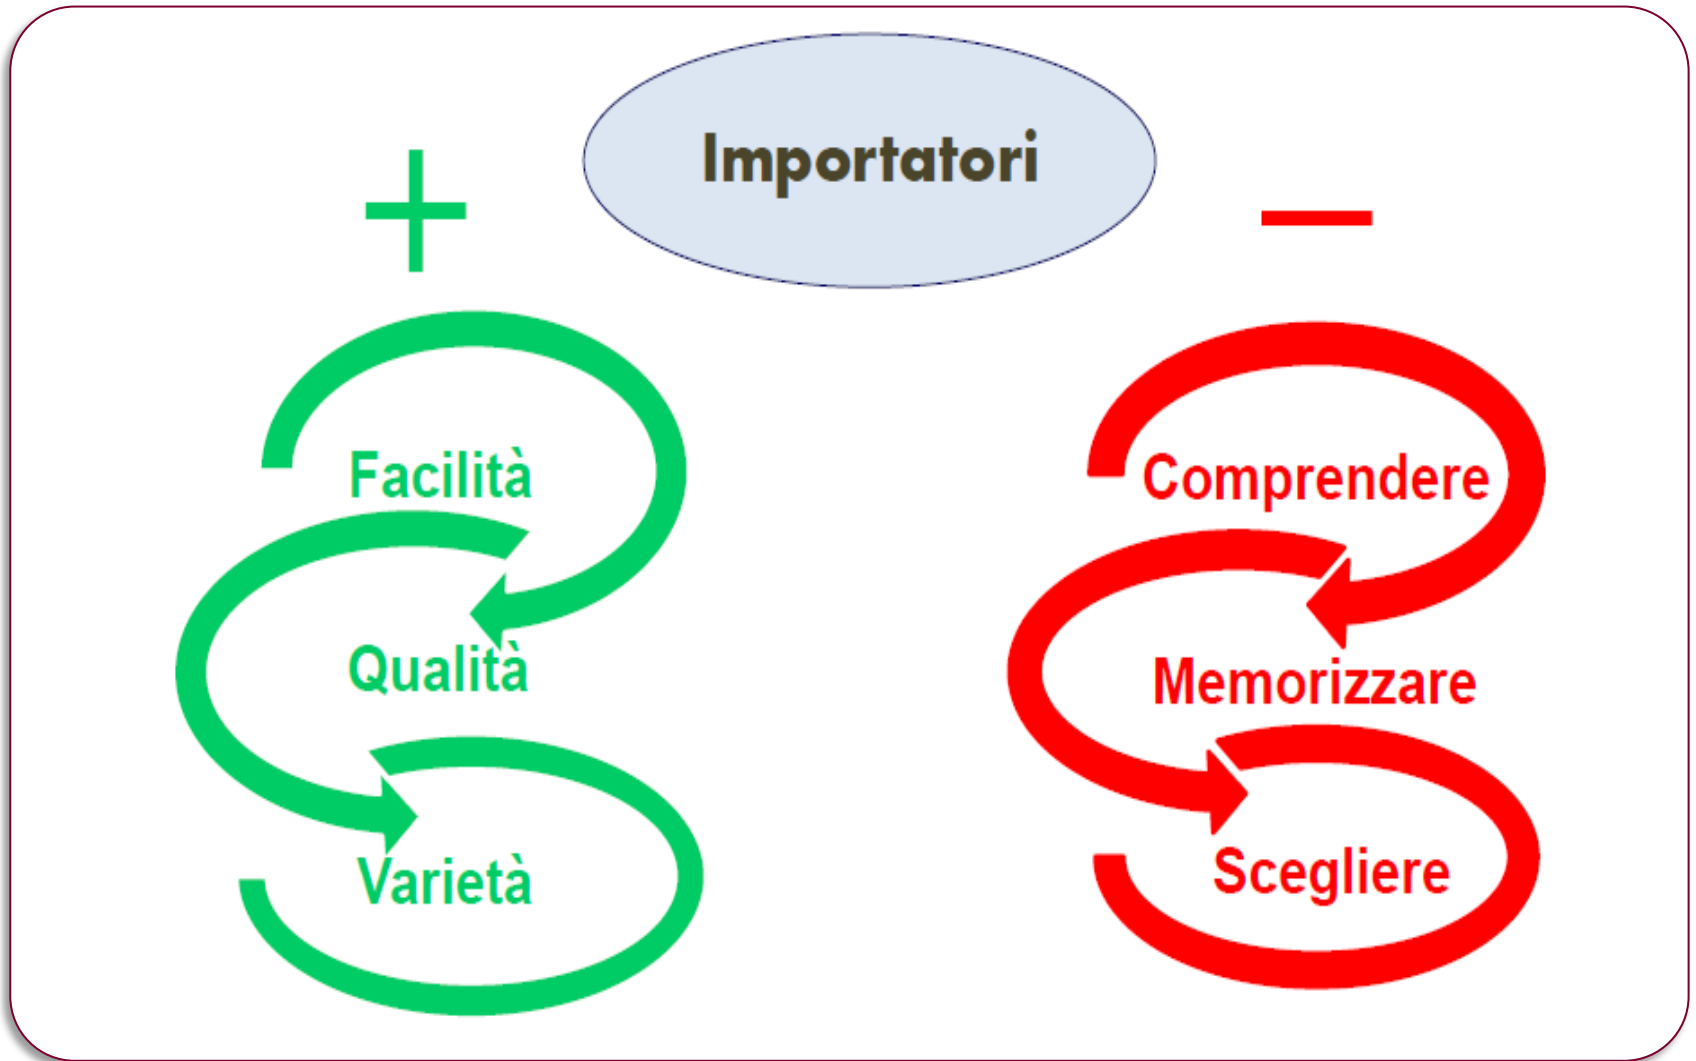 Importatori
+
−
Facilità
Qualità
Varietà
Comprendere
Memorizzare
Scegliere